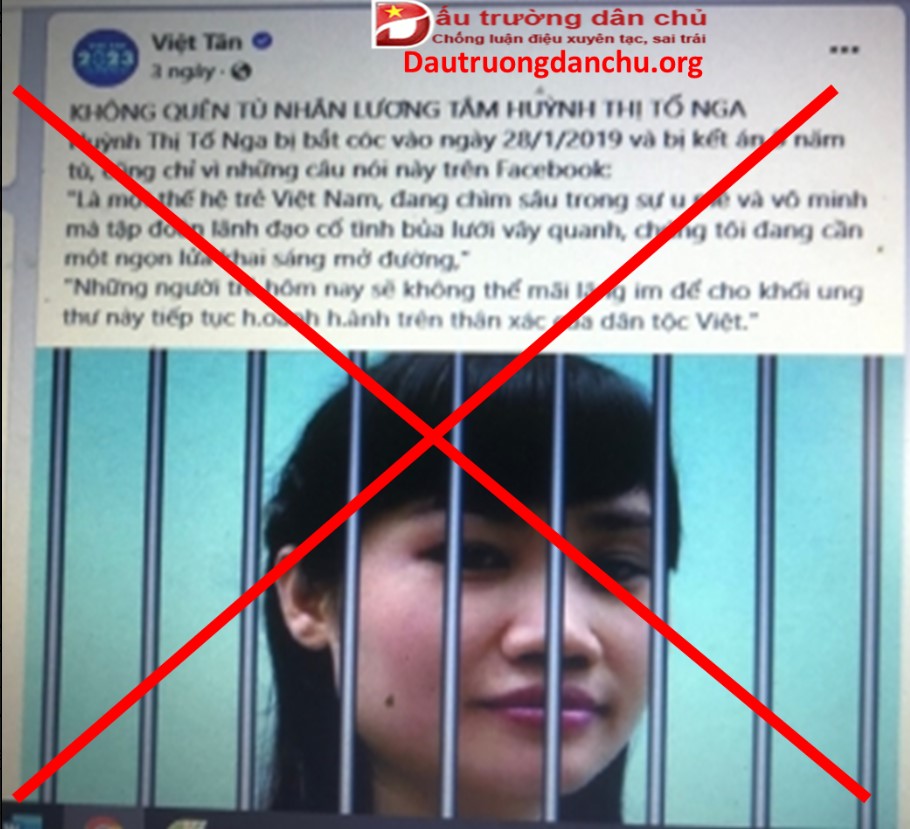 Đấu trường dân chủ
Chống luận điệu xuyên tạc, sai trái
Dautruongdanchu.org
2023
Việt Tân
3 ngày ·
KHÔNG QUÊN TÙ NHÂN LƯƠNG TÂM HUỲNH THỊ TỐ NGA
Huỳnh Thị Tố Nga bị bắt cóc vào ngày 28/1/2019 và bị kết án năm
tù, cũng chỉ vì những câu nói này trên Facebook:
"Là một thế hệ trẻ Việt Nam, đang chìm sâu trong sự u mê và vô minh
mà tập đoàn lãnh đạo cố tình bủa lưới vây quanh, chúng tôi đang cần
một ngọn lửa khai sáng mở đường,"
"Những người trẻ hôm nay sẽ không thể mãi lặng im để cho khối ung
thư này tiếp tục h.oành h.ành trên thân xác của dân tộc Việt."